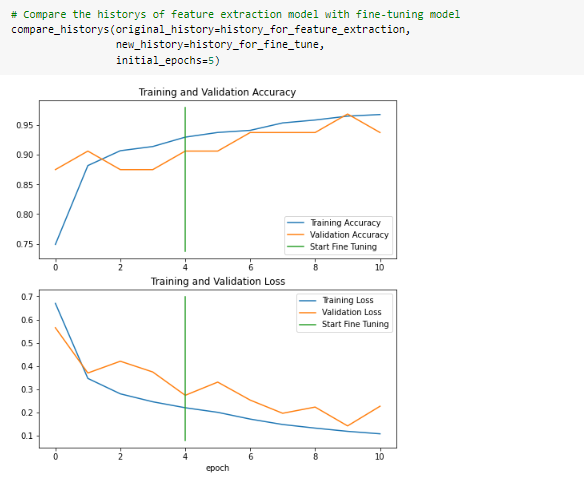 # Compare the historys of feature extraction model with fine-tuning model
compare_historys(original_history=history_for_feature_extraction,
new_history=history_for_fine_tune,
initial_epochs=5)
Training and Validation Accuracy
0.95
0.90
0.85
0.80
0.75
Training Accuracy
Validation Accuracy
Start Fine Tuning
0 2 4 6 8 10
Training and Validation Loss
0.7
0.6
0.5
0.4
0.3
0.2
0.1
Training Loss
Validation Loss
Start Fine Tuning
0 2 4 6 8 10
epoch